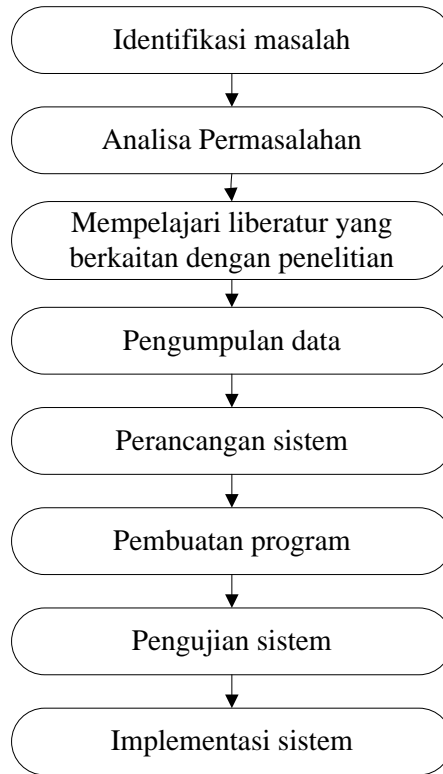 Identifikasi masalah
Analisa Permasalahan
Mempelajari liberatur yang
berkaitan dengan penelitian
Pengumpulan data
Perancangan sistem
Pembuatan program
Pengujian sistem
Implementasi sistem